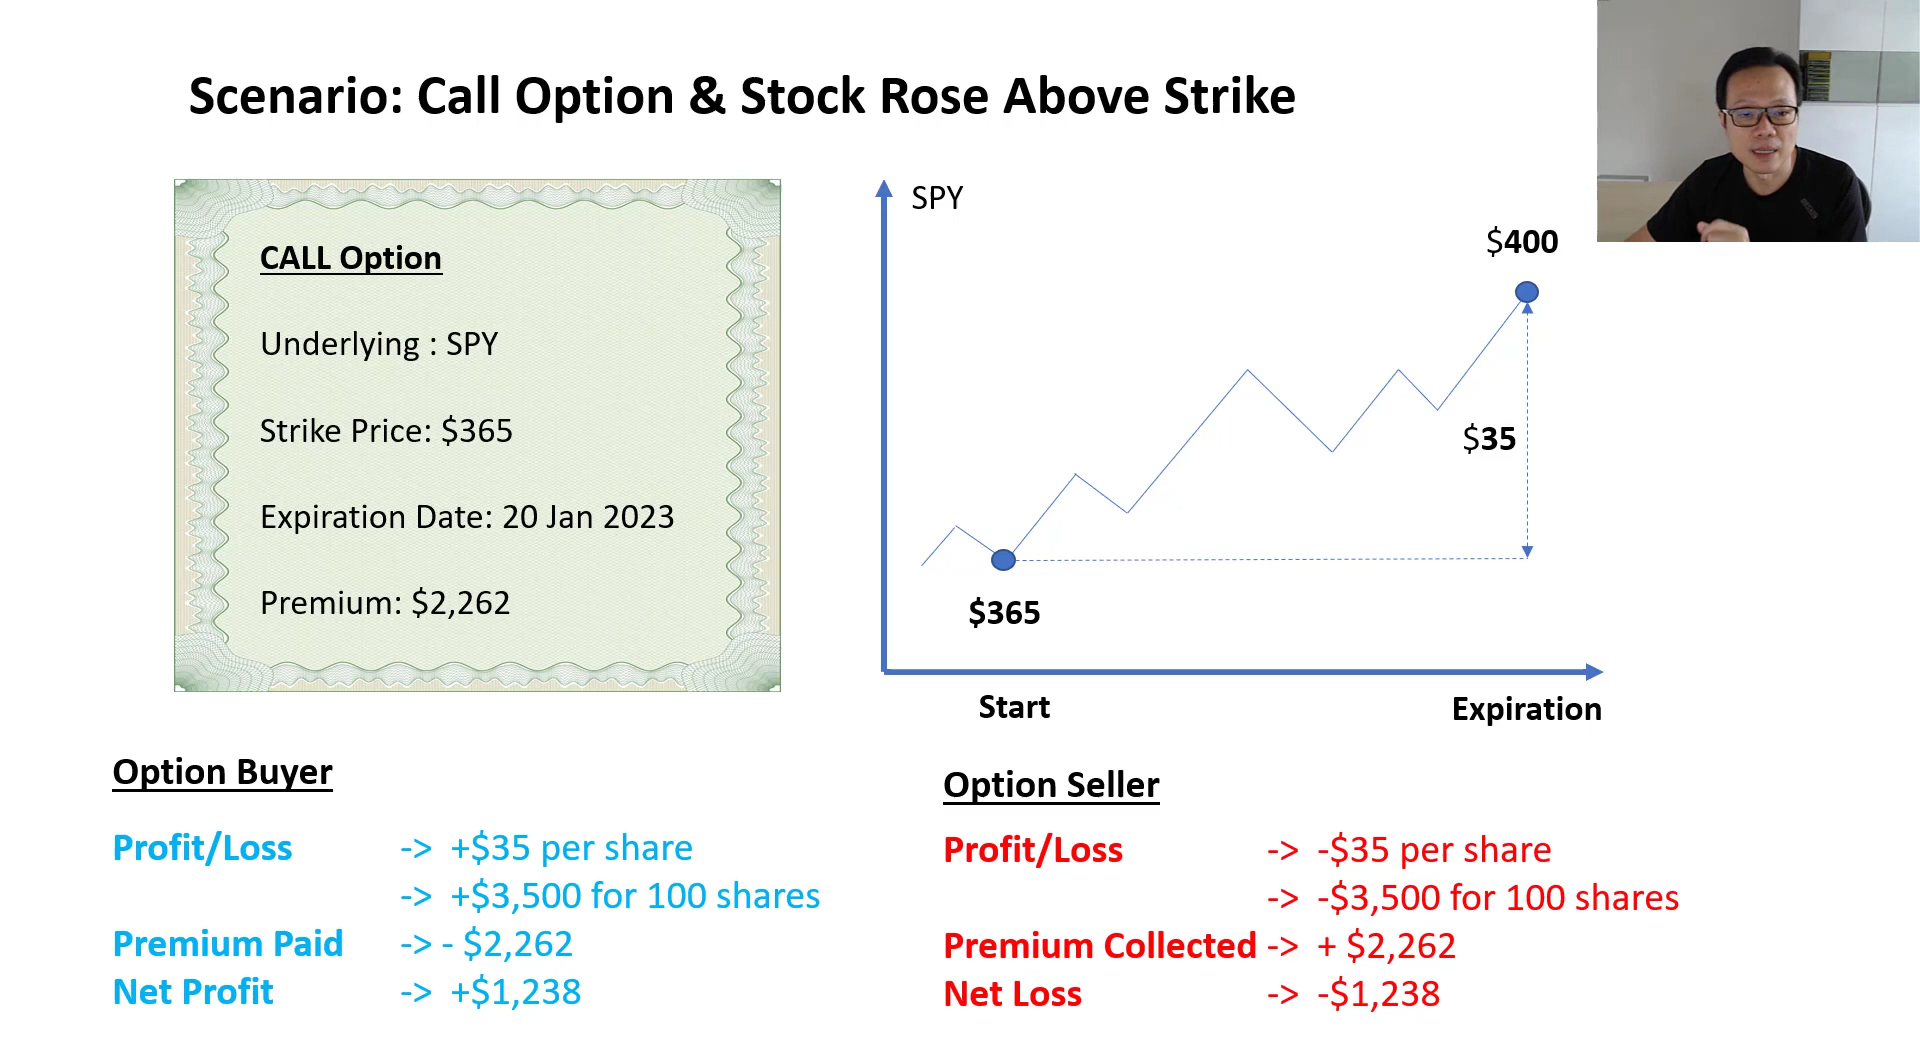 Scenario: Call Option & Stock Rose Above Strike
CALL Option
Underlying : SPY
Strike Price: $365
Expiration Date: 20 Jan 2023
Premium: $2,262
SPY
$400
$35
$365
Start
Expiration
Option Buyer
Profit/Loss -> +$35 per share
-> +$3,500 for 100 shares
Premium Paid -> - $2,262
Net Profit -> +$1,238
Option Seller
Profit/Loss -> -$35 per share
-> -$3,500 for 100 shares
Premium Collected -> + $2,262
Net Loss -> -$1,238